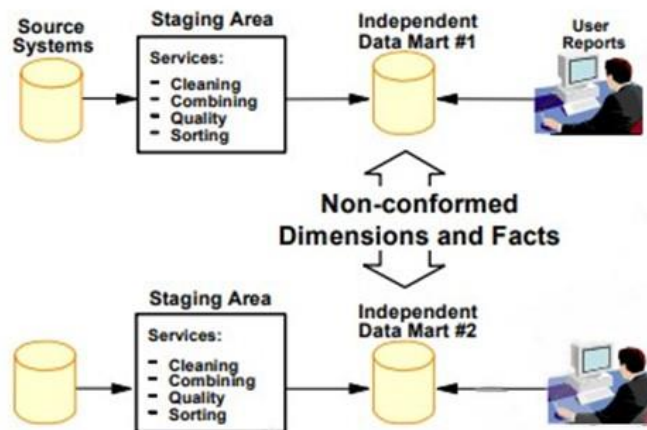 Source
Systems
Staging Area
Services:
- Cleaning
- Combining
- Quality
- Sorting
Independent
Data Mart #1
User
Reports
Non-conformed
Dimensions and Facts
Staging Area
Services:
- Cleaning
- Combining
- Quality
- Sorting
Independent
Data Mart #2